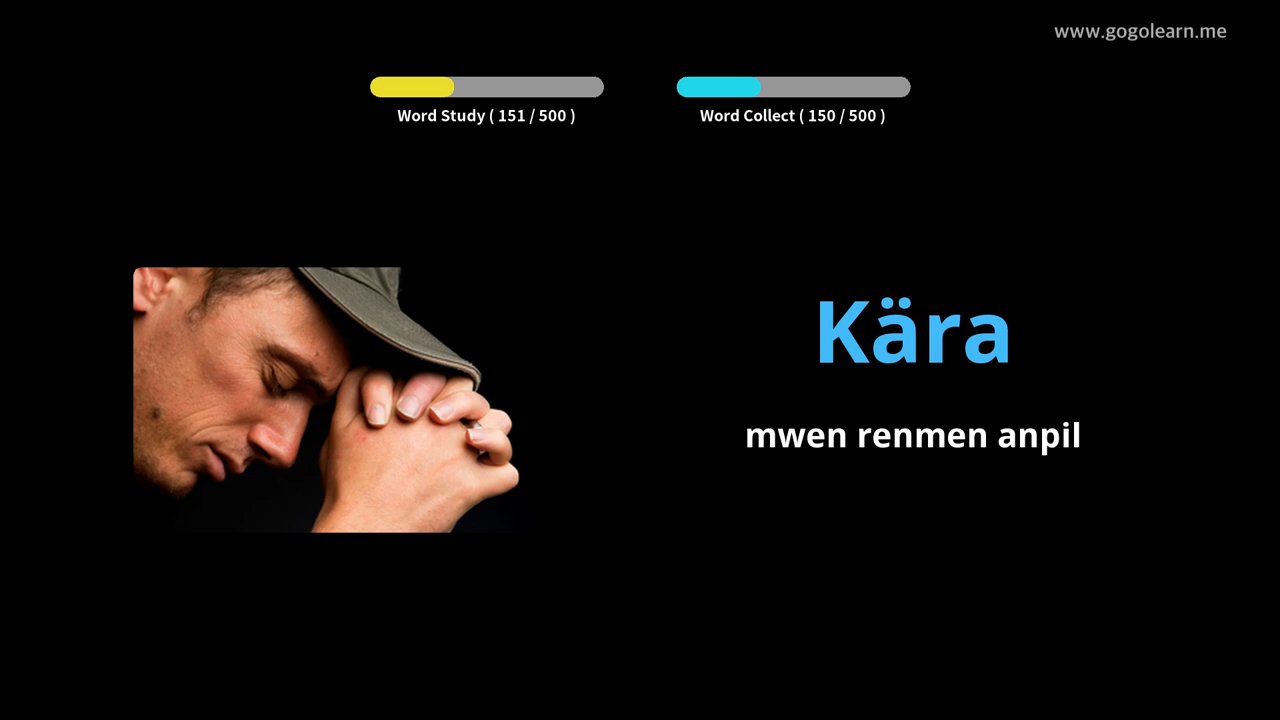 www.gogolearn.me
Word Study ( 151 / 500 )
Word Collect ( 150 / 500 )
Kära
mwen renmen anpil